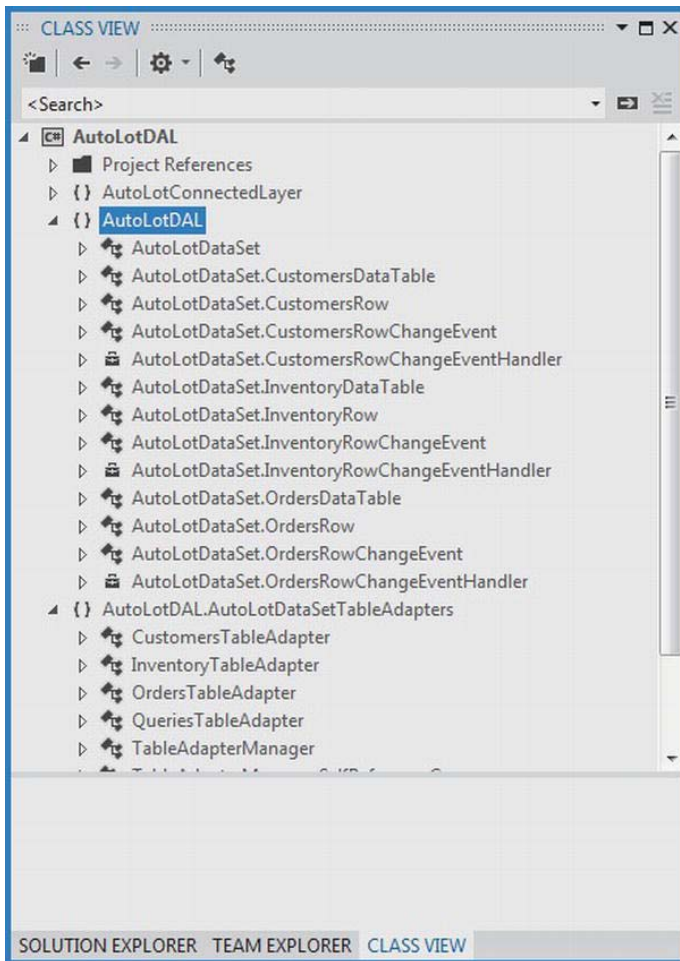 CLASS VIEW
<Search>
C# AutoLotDAL
Project References
{} AutoLotConnectedLayer
{} AutoLotDAL
AutoLotDataSet
AutoLotDataSet.CustomersDataTable
AutoLotDataSet.CustomersRow
AutoLotDataSet.CustomersRowChangeEvent
AutoLotDataSet.CustomersRowChangeEventHandler
AutoLotDataSet.InventoryDataTable
AutoLotDataSet.InventoryRow
AutoLotDataSet.InventoryRowChangeEvent
AutoLotDataSet.InventoryRowChangeEventHandler
AutoLotDataSet.OrdersDataTable
AutoLotDataSet.OrdersRow
AutoLotDataSet.OrdersRowChangeEvent
AutoLotDataSet.OrdersRowChangeEventHandler
{} AutoLotDAL.AutoLotDataSetTableAdapters
CustomersTableAdapter
InventoryTableAdapter
OrdersTableAdapter
QueriesTableAdapter
TableAdapterManager
SOLUTION EXPLORER TEAM EXPLORER CLASS VIEW